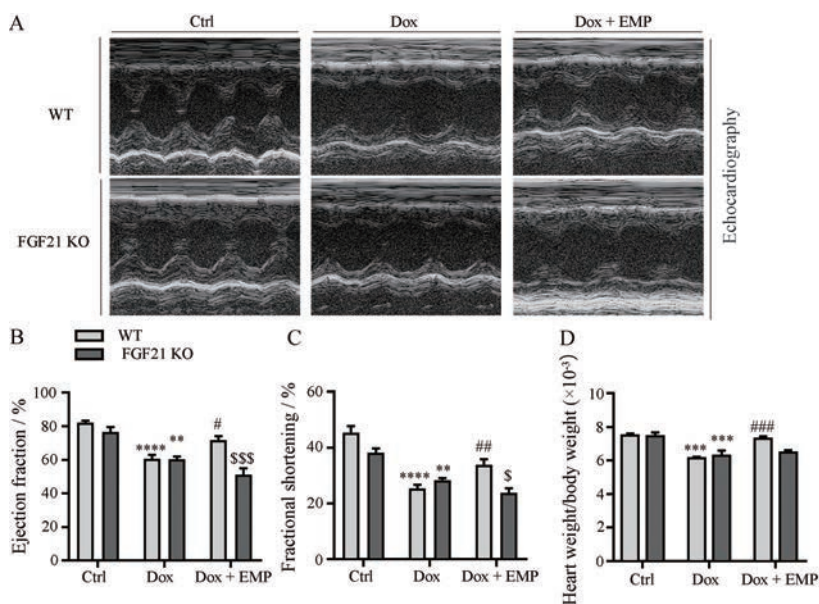 A
Ctrl
Dox
Dox + EMP
WT
FGF21 KO
Echocardiography
B
WT
FGF21 KO
Ejection fraction / %
100
80
60
40
20
0
****
**
#
$$$
Ctrl
Dox
Dox + EMP
C
Fractional shortening / %
60
40
20
0
****
**
##
$
Ctrl
Dox
Dox + EMP
D
Heart weight/body weight (×10⁻³)
10
8
6
4
2
0
***
***
###
Ctrl
Dox
Dox + EMP